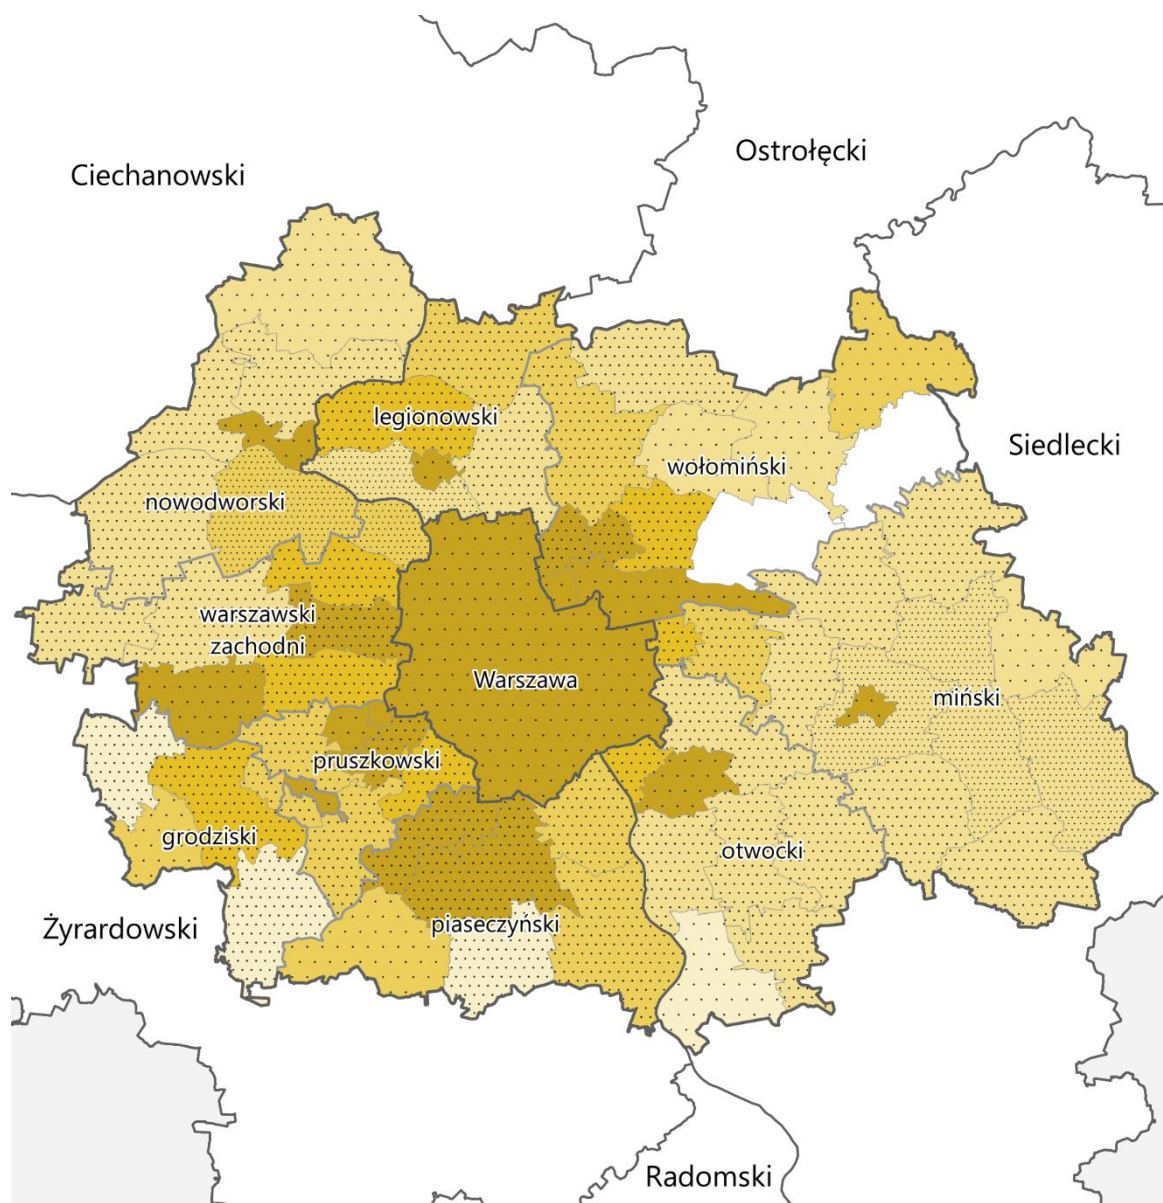 Ostrołęcki
Ciechanowski
legionowski
Siedlecki
wołomiński
nowodworski
warszawski
zachodni
Warszawa
miński
pruszkowski
grodziski
otwocki
piaseczyński
Żyrardowski
Radomski